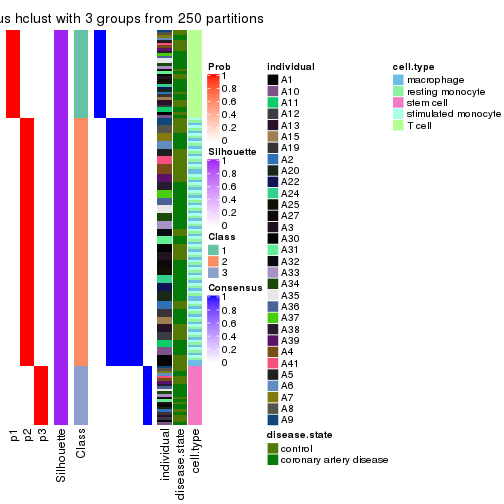 us hclust with 3 groups from 250 partitions
p1
p2
p3
Silhouette
Class
individual
disease.state
cell.type
Prob
1
0.8
0.6
0.4
0.2
0
Silhouette
1
0.8
0.6
0.4
0.2
0
Class
1
2
3
Consensus
1
0.8
0.6
0.4
0.2
0
individual
A1
A10
A11
A12
A13
A15
A19
A2
A20
A22
A24
A25
A27
A3
A30
A31
A32
A33
A34
A35
A36
A37
A38
A39
A4
A41
A5
A6
A7
A8
A9
disease.state
control
coronary artery disease
cell.type
macrophage
resting monocyte
stem cell
stimulated monocyte
T cell